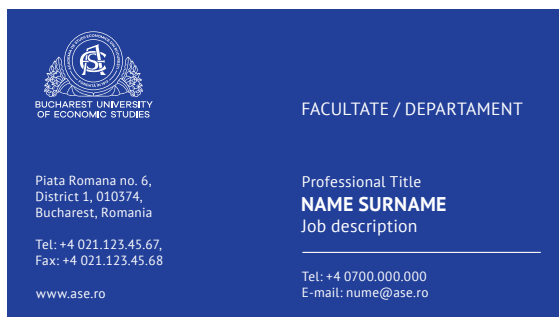 BUCHAREST UNIVERSITY
OF ECONOMIC STUDIES
Piata Romana no. 6,
District 1, 010374,
Bucharest, Romania
Tel: +4 021.123.45.67,
Fax: +4 021.123.45.68
www.ase.ro
FACULTATE / DEPARTAMENT
Professional Title
NAME SURNAME
Job description
Tel: +4 0700.000.000
E-mail: nume@ase.ro